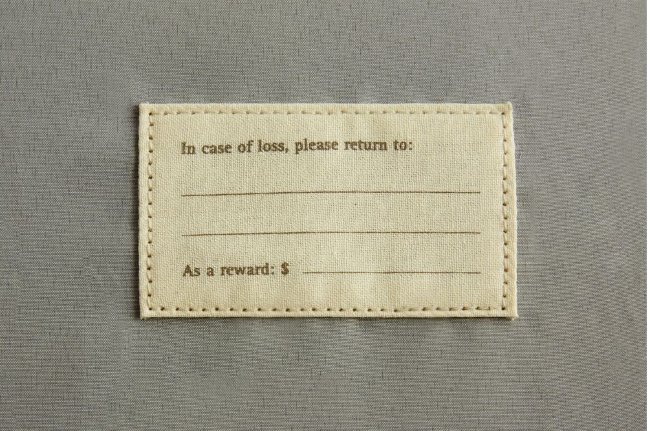 In case of loss, please return to:
As a reward: $